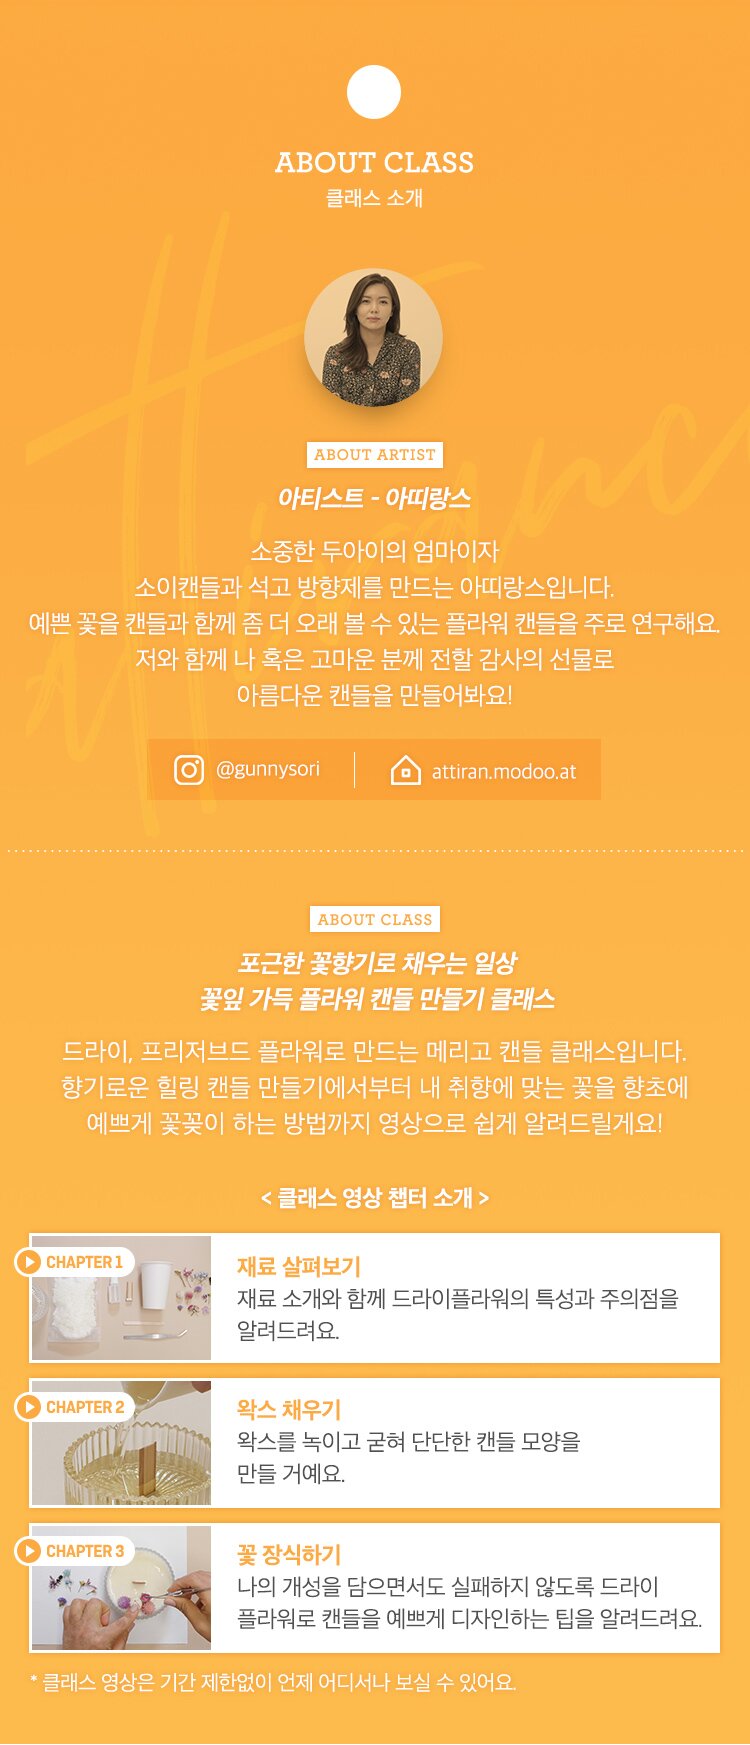 ABOUT CLASS
클래스 소개
ABOUT ARTIST
아티스트 - 아띠랑스
소중한 두아이의 엄마이자
소이캔들과 석고 방향제를 만드는 아띠랑스입니다.
예쁜 꽃을 캔들과 함께 좀 더 오래 볼 수 있는 플라워 캔들을 주로 연구해요.
저와 함께 나 혹은 고마운 분께 전할 감사의 선물로
아름다운 캔들을 만들어봐요!
@gunnysori
attiran.modoo.at
ABOUT CLASS
포근한 꽃향기로 채우는 일상
꽃잎 가득 플라워 캔들 만들기 클래스
드라이, 프리저브드 플라워로 만드는 메리고 캔들 클래스입니다.
향기로운 힐링 캔들 만들기에서부터 내 취향에 맞는 꽃을 향초에
예쁘게 꽃꽂이 하는 방법까지 영상으로 쉽게 알려드릴게요!
< 클래스 영상 챕터 소개 >
CHAPTER 1
재료 살펴보기
재료 소개와 함께 드라이플라워의 특성과 주의점을
알려드려요.
CHAPTER 2
왁스 채우기
왁스를 녹이고 굳혀 단단한 캔들 모양을
만들 거예요.
CHAPTER 3
꽃 장식하기
나의 개성을 담으면서도 실패하지 않도록 드라이
플라워로 캔들을 예쁘게 디자인하는 팁을 알려드려요.
* 클래스 영상은 기간 제한없이 언제 어디서나 보실 수 있어요.